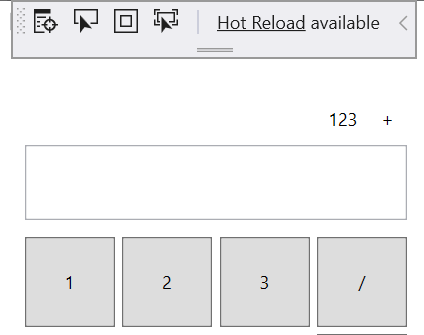 Hot Reload available
123 +
1 2 3 /